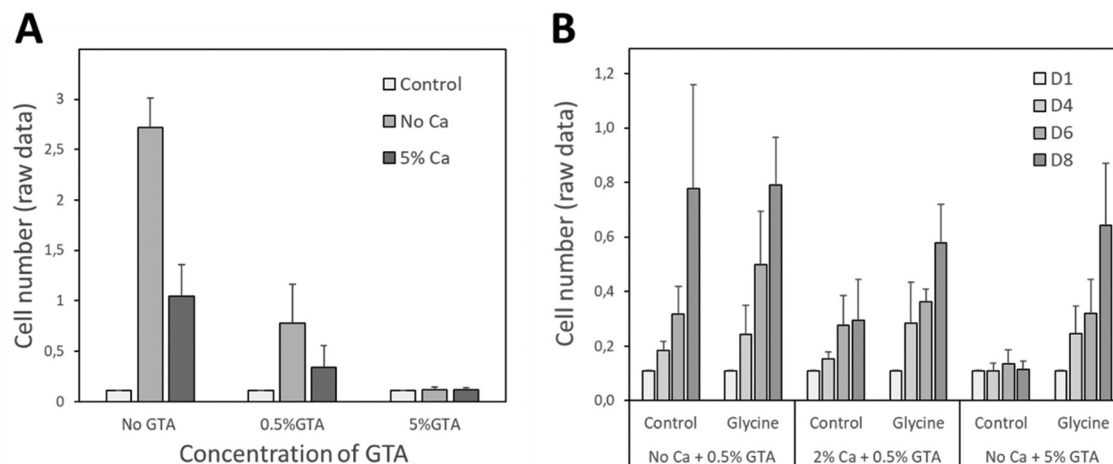 A
Cell number (raw data)
3
2,5
2
1,5
1
0,5
0
Control
No Ca
5% Ca
No GTA
0.5%GTA
5%GTA
Concentration of GTA
B
Cell number (raw data)
1,2
1,0
0,8
0,6
0,4
0,2
0,0
D1
D4
D6
D8
Control Glycine Control Glycine Control Glycine
No Ca + 0.5% GTA 2% Ca + 0.5% GTA No Ca + 5% GTA